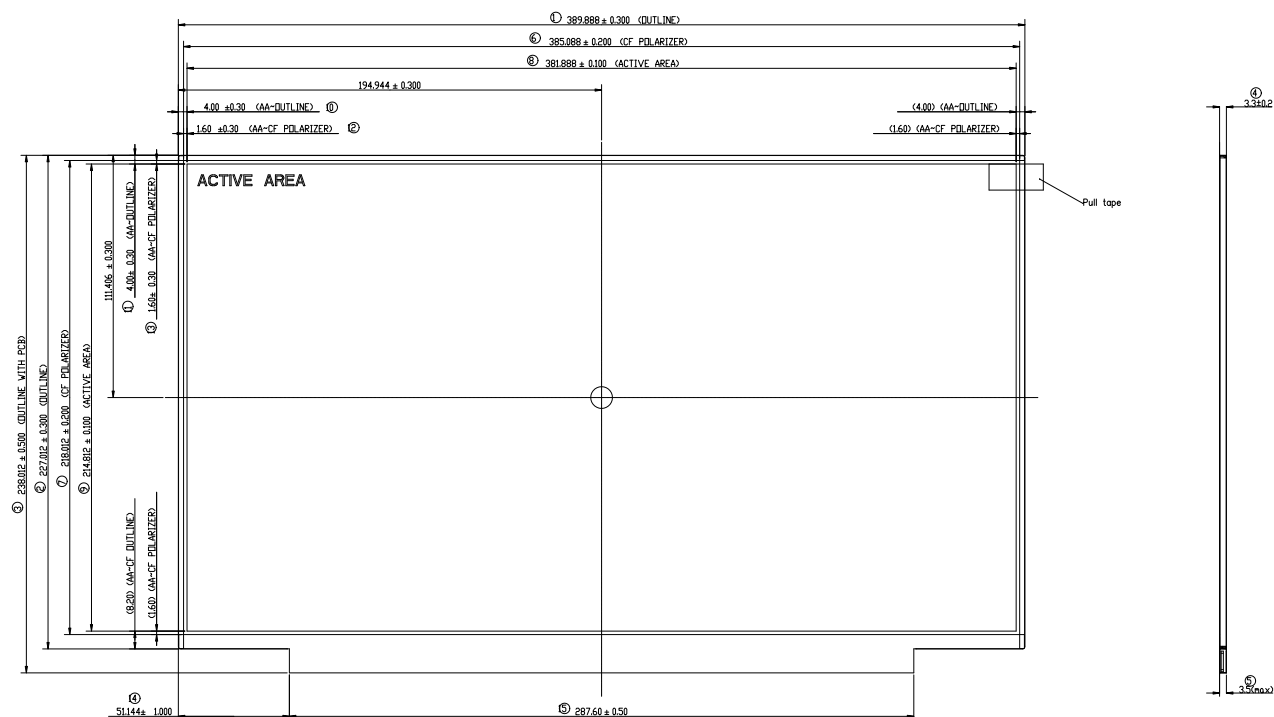 ① 389.888 ± 0.300 (OUTLINE)
⑥ 385.088 ± 0.200 (CF POLARIZER)
⑧ 381.888 ± 0.100 (ACTIVE AREA)
194.944 ± 0.300
4.00 ±0.30 (AA~OUTLINE) ⑩
(4.00) (AA~OUTLINE)
1.60 ±0.30 (AA~CF POLARIZER) ⑫
(1.60) (AA~CF POLARIZER)
④
3.3±0.2
ACTIVE AREA
Pull tape
③ 238.012 ± 0.500 (OUTLINE WITH PCB)
② 227.012 ± 0.300 (OUTLINE)
⑦ 218.012 ± 0.200 (CF POLARIZER)
⑨ 214.812 ± 0.100 (ACTIVE AREA)
111.406 ± 0.300
⑪ 4.00± 0.30 (AA~OUTLINE)
⑬ 1.60± 0.30 (AA~CF POLARIZER)
(8.20) (AA~CF OUTLINE)
(1.60) (AA~CF POLARIZER)
⑭
51.144± 1.000
⑮ 287.60 ± 0.50
⑤
3.5(max)